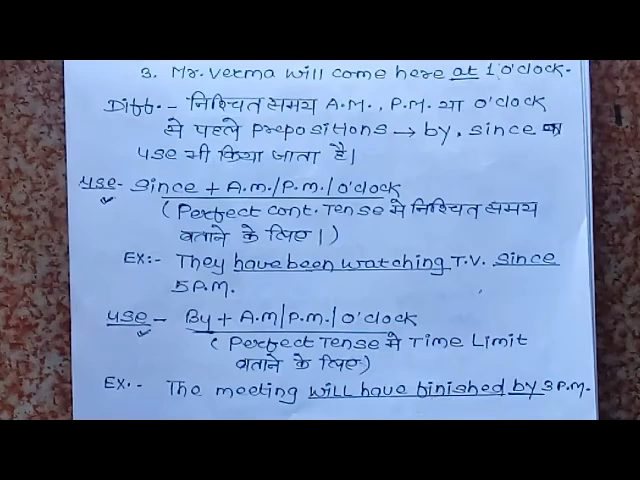 3. Mr. Verma will come here at 1 o'clock.
Diff. - निश्चित समय A.M., P.M. या o'clock
से पहले prepositions → by, since का
use भी किया जाता है।
use- since + A.m./P.m./o'clock
(Perfect cont. Tense में निश्चित समय
बताने के लिए।)
EX:- They have been watching T.V. since
5 P.M.
use - By + A.m/P.m./o'clock
(Perfect Tense में Time Limit
बताने के लिए)
EX.- The meeting will have finished by 3 P.M.